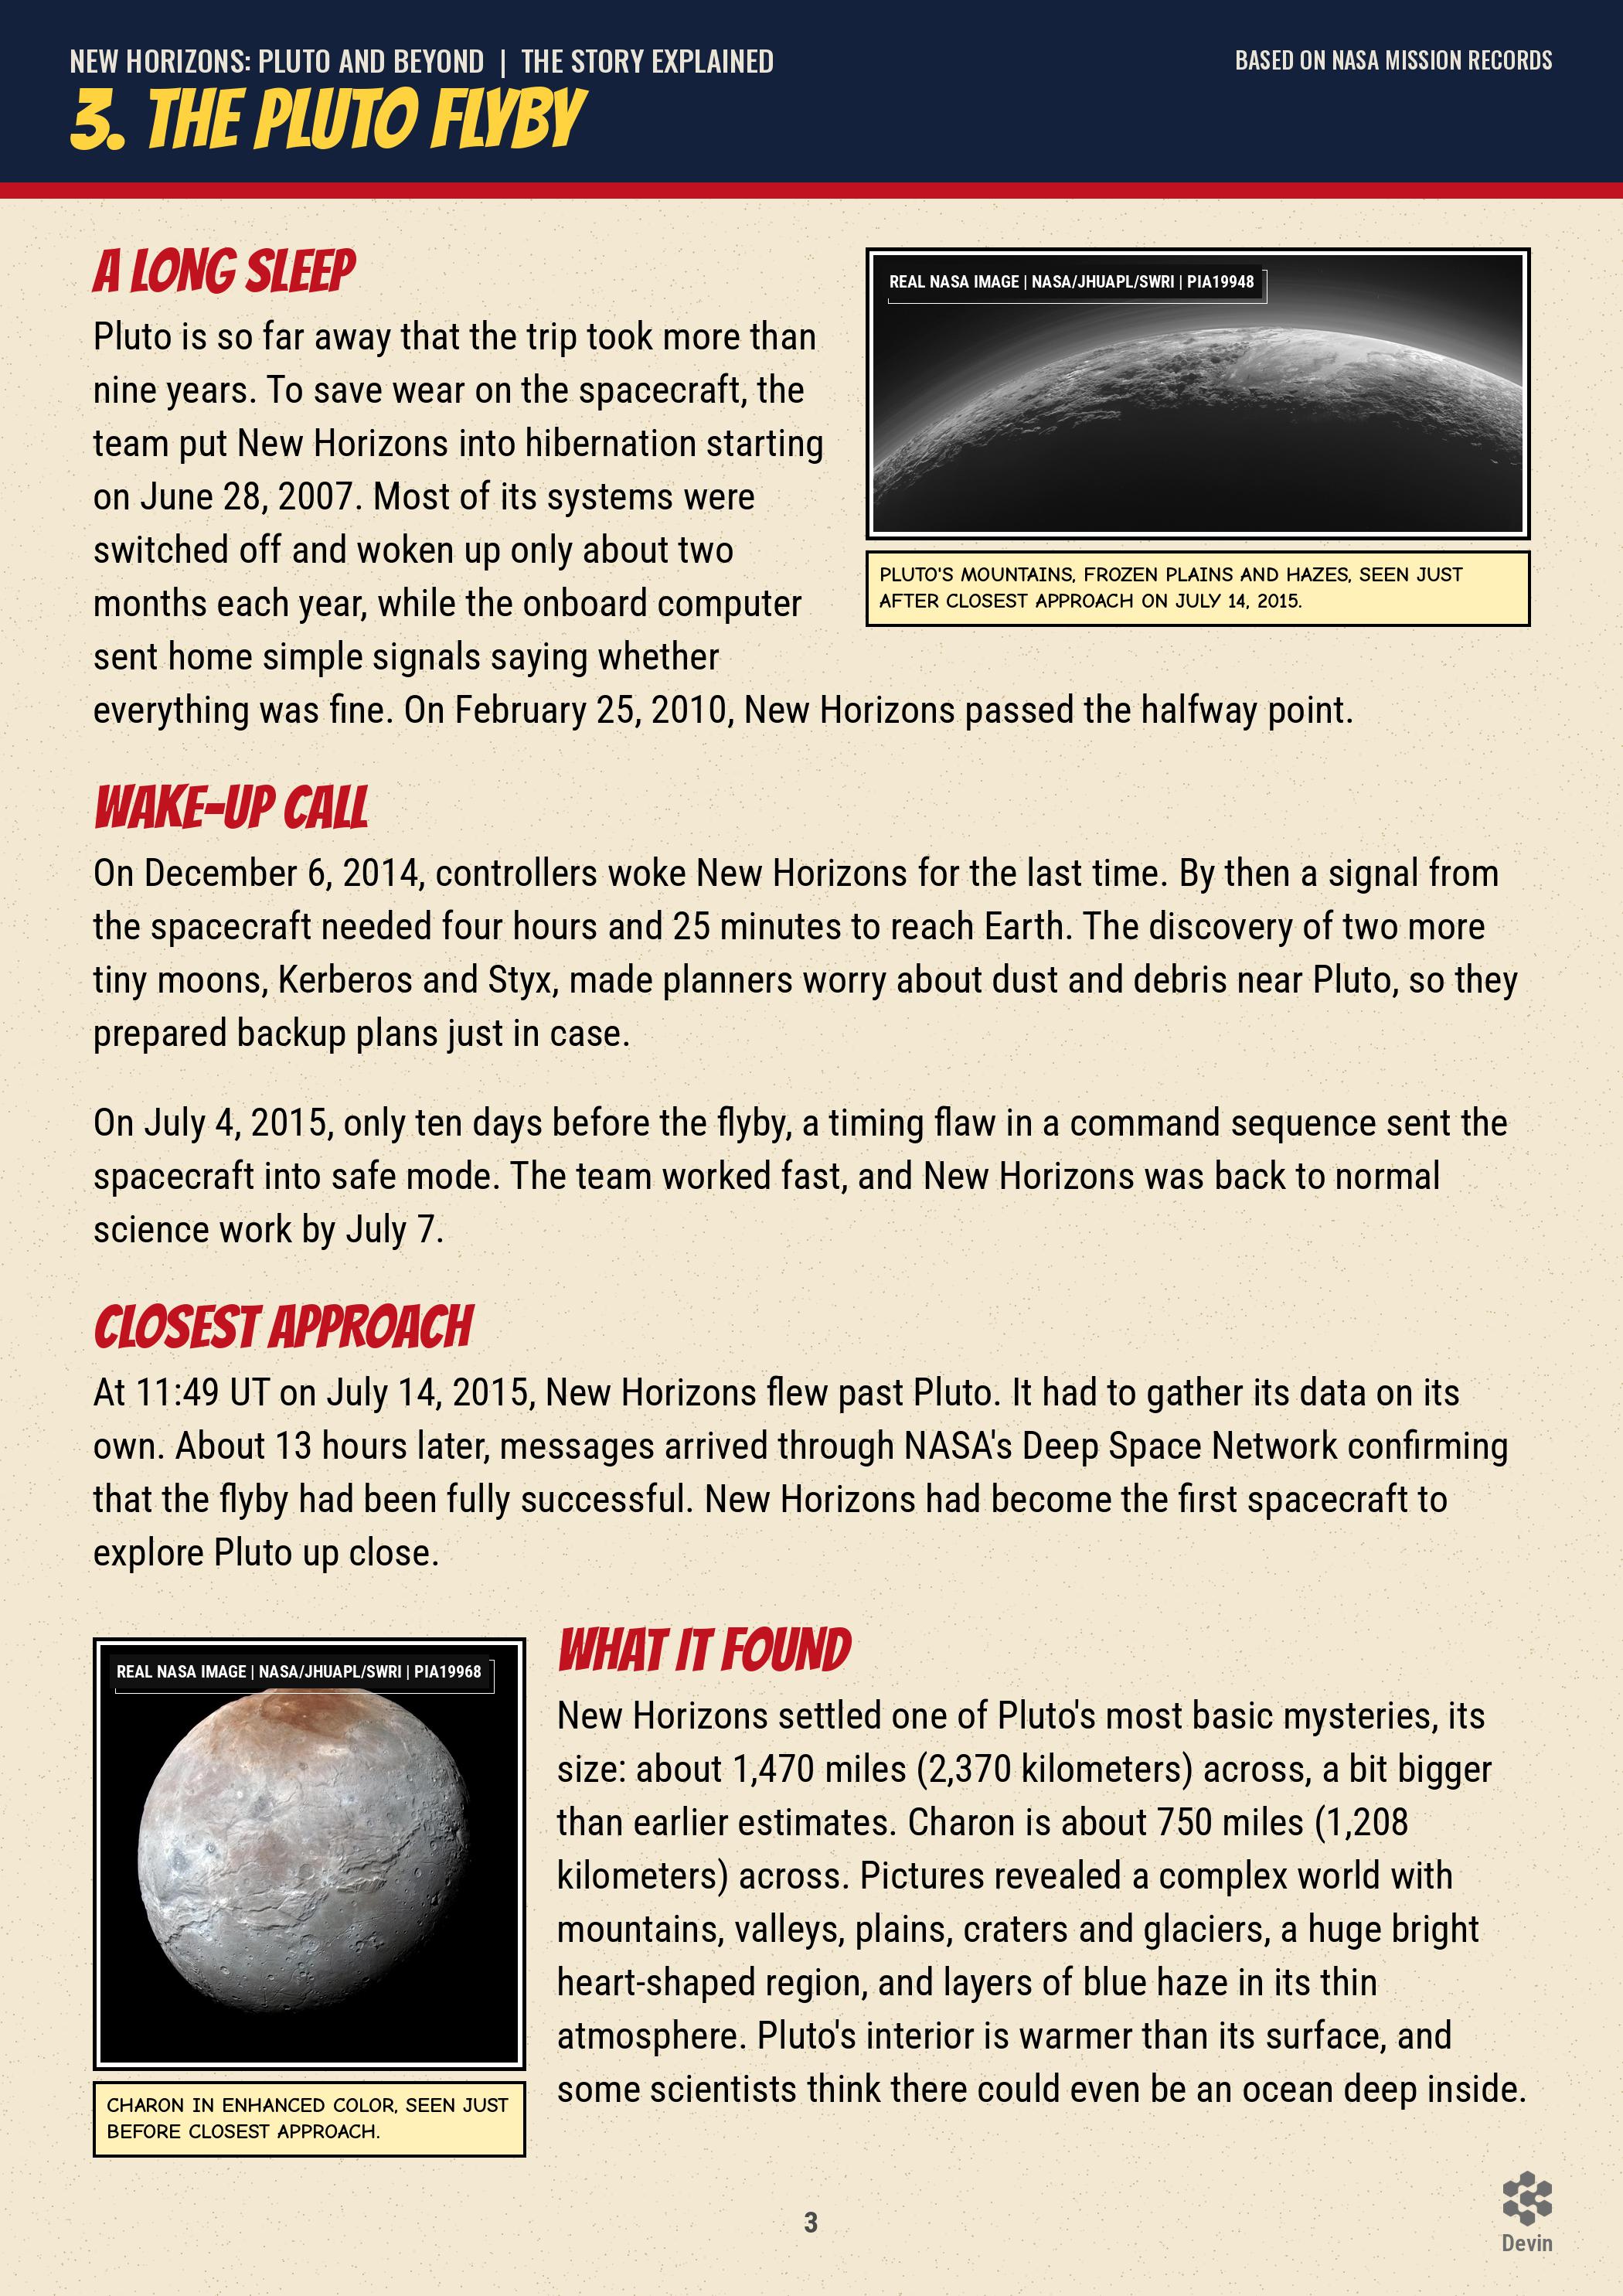 NEW HORIZONS: PLUTO AND BEYOND | THE STORY EXPLAINED
BASED ON NASA MISSION RECORDS
3. THE PLUTO FLYBY
A LONG SLEEP
Pluto is so far away that the trip took more than
nine years. To save wear on the spacecraft, the
team put New Horizons into hibernation starting
on June 28, 2007. Most of its systems were
switched off and woken up only about two
months each year, while the onboard computer
sent home simple signals saying whether
everything was fine. On February 25, 2010, New Horizons passed the halfway point.
REAL NASA IMAGE | NASA/JHUAPL/SWRI | PIA19948
PLUTO'S MOUNTAINS, FROZEN PLAINS AND HAZES, SEEN JUST
AFTER CLOSEST APPROACH ON JULY 14, 2015.
WAKE-UP CALL
On December 6, 2014, controllers woke New Horizons for the last time. By then a signal from
the spacecraft needed four hours and 25 minutes to reach Earth. The discovery of two more
tiny moons, Kerberos and Styx, made planners worry about dust and debris near Pluto, so they
prepared backup plans just in case.
On July 4, 2015, only ten days before the flyby, a timing flaw in a command sequence sent the
spacecraft into safe mode. The team worked fast, and New Horizons was back to normal
science work by July 7.
CLOSEST APPROACH
At 11:49 UT on July 14, 2015, New Horizons flew past Pluto. It had to gather its data on its
own. About 13 hours later, messages arrived through NASA's Deep Space Network confirming
that the flyby had been fully successful. New Horizons had become the first spacecraft to
explore Pluto up close.
REAL NASA IMAGE | NASA/JHUAPL/SWRI | PIA19968
CHARON IN ENHANCED COLOR, SEEN JUST
BEFORE CLOSEST APPROACH.
WHAT IT FOUND
New Horizons settled one of Pluto's most basic mysteries, its
size: about 1,470 miles (2,370 kilometers) across, a bit bigger
than earlier estimates. Charon is about 750 miles (1,208
kilometers) across. Pictures revealed a complex world with
mountains, valleys, plains, craters and glaciers, a huge bright
heart-shaped region, and layers of blue haze in its thin
atmosphere. Pluto's interior is warmer than its surface, and
some scientists think there could even be an ocean deep inside.
3
Devin